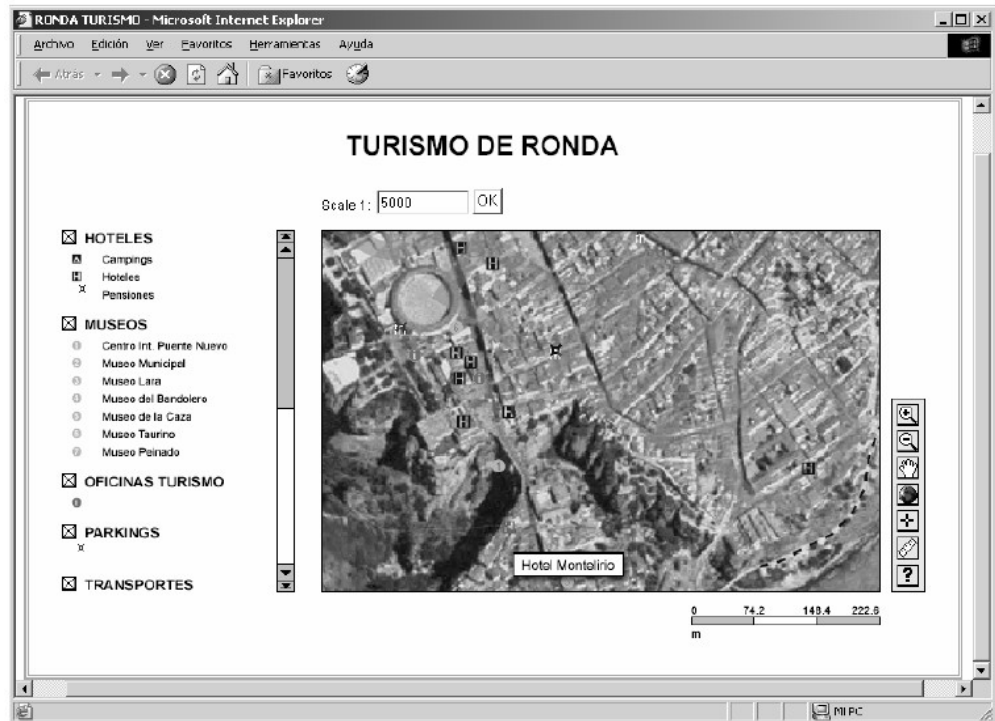 RONDA TURISMO - Microsoft Internet Explorer
Archivo Edición Ver Favoritos Herramientas Ayuda
Atrás Favoritos
TURISMO DE RONDA
Scale 1: 5000 OK
HOTELES
Campings
Hoteles
Pensiones
MUSEOS
Centro Int. Puente Nuevo
Museo Municipal
Museo Lara
Museo del Bandolero
Museo de la Caza
Museo Taurino
Museo Peinado
OFICINAS TURISMO
PARKINGS
TRANSPORTES
Hotel Montelirio
0 74.2 148.4 222.6
m
MI PC